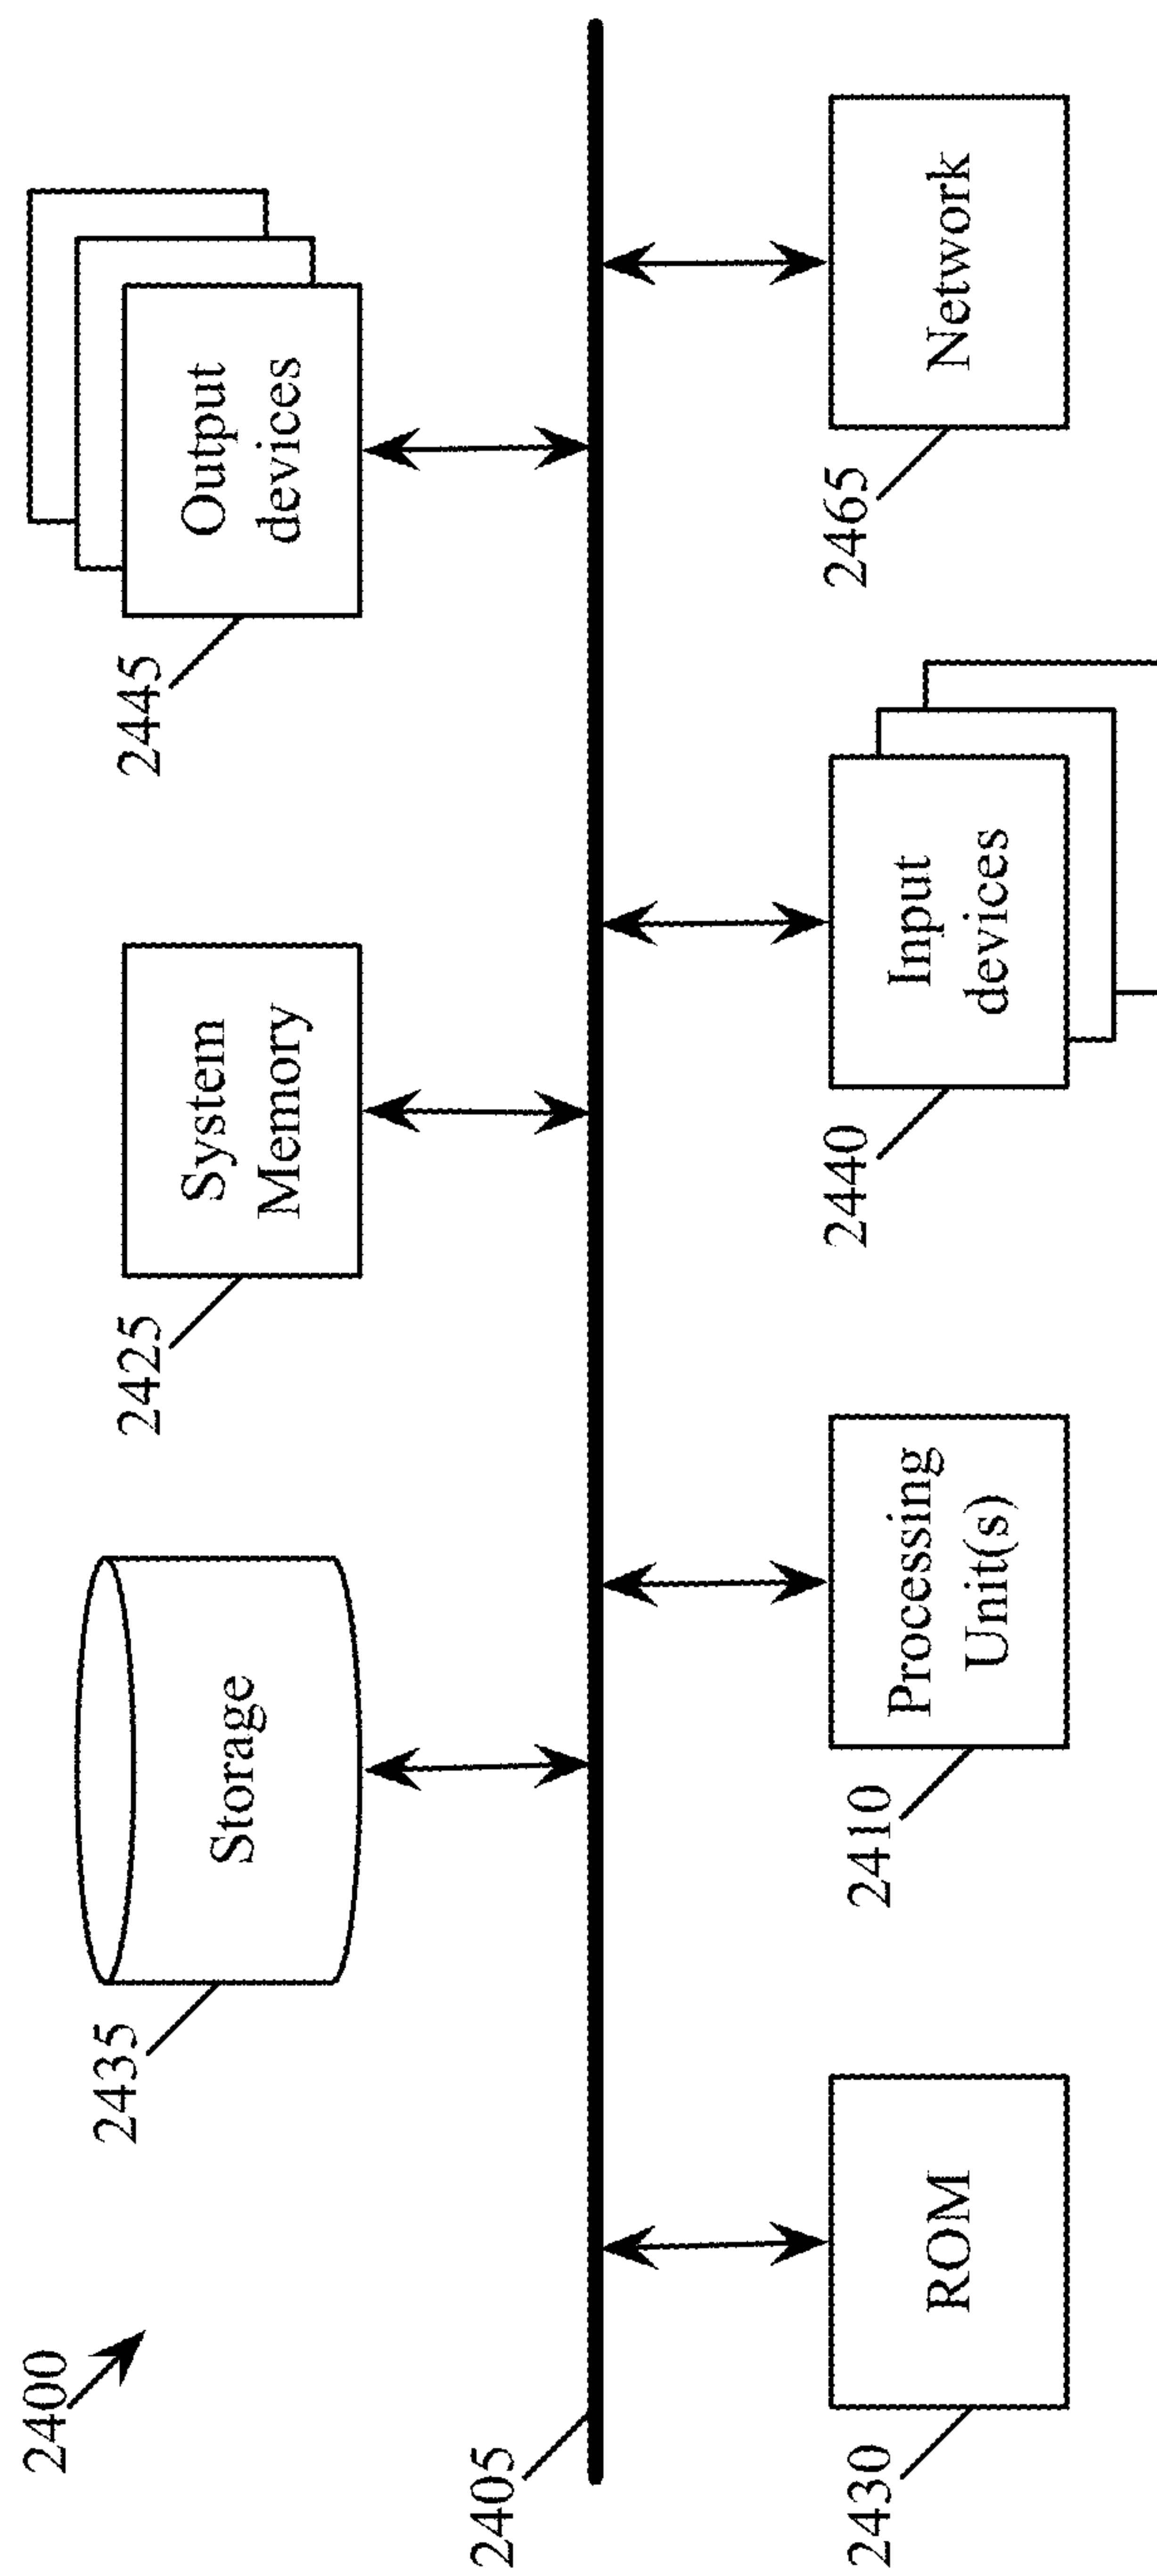 2400
2435
Storage
2425
System
Memory
2445
Output
devices
2405
2430
ROM
2410
Processing
Unit(s)
2440
Input
devices
2465
Network